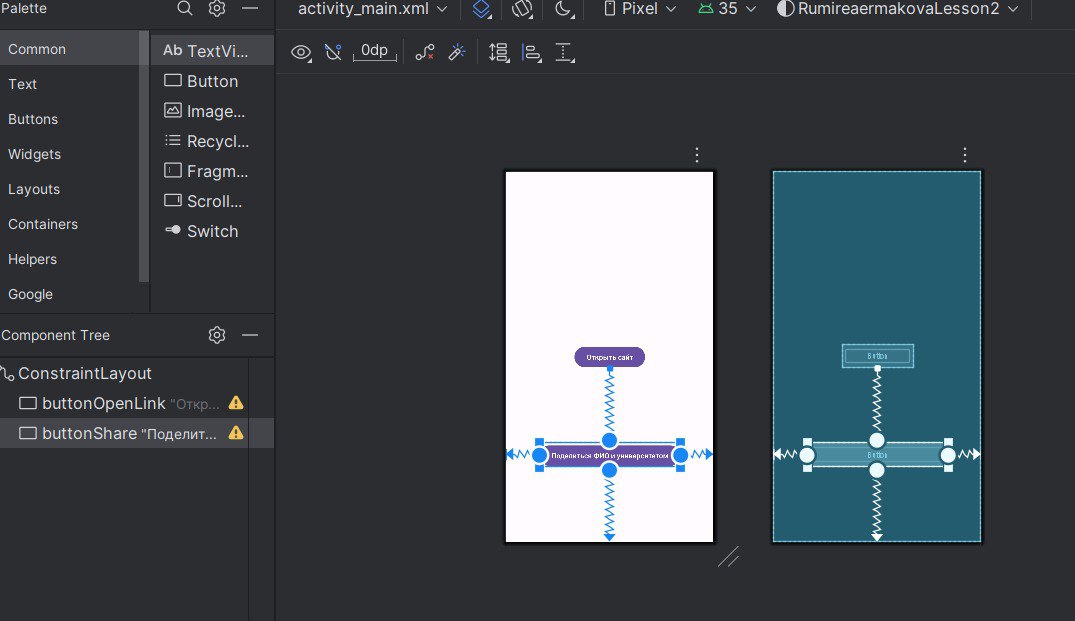 Palette
activity_main.xml
Pixel
35
RumireaermakovaLesson2
Common
Text
Buttons
Widgets
Layouts
Containers
Helpers
Google
Ab TextVi...
Button
Image...
Recycl...
Fragm...
Scroll...
Switch
0dp
Component Tree
ConstraintLayout
buttonOpenLink "Откр...
buttonShare "Поделит...
Открыть сайт
Поделиться ФИО и университетом
Button
Button